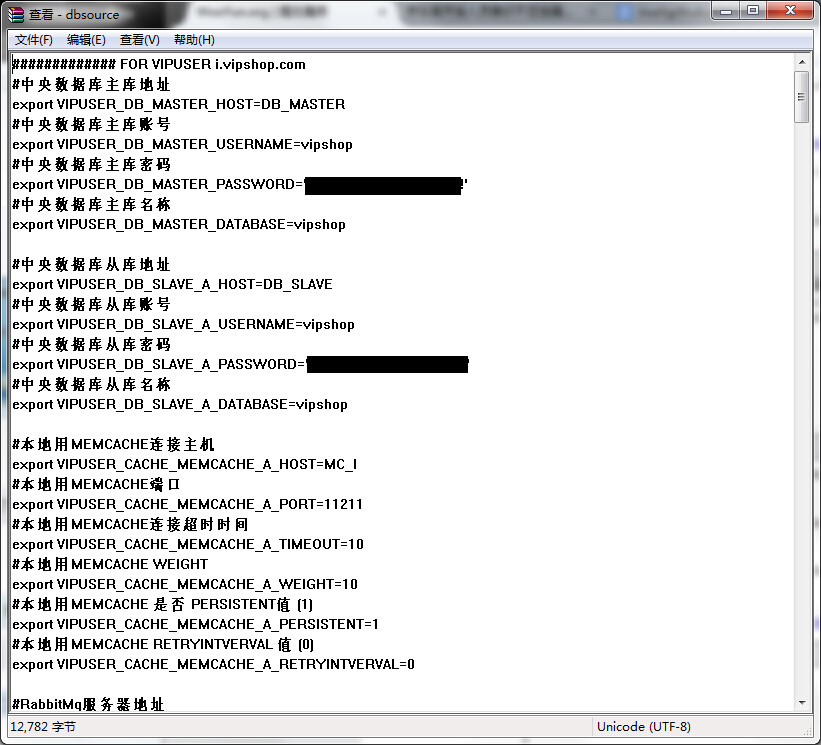 查看 - dbsource
文件(F) 编辑(E) 查看(V) 帮助(H)
############# FOR VIPUSER i.vipshop.com
#中央数据库主库地址
export VIPUSER_DB_MASTER_HOST=DB_MASTER
#中央数据库主库账号
export VIPUSER_DB_MASTER_USERNAME=vipshop
#中央数据库主库密码
export VIPUSER_DB_MASTER_PASSWORD=' !'
#中央数据库主库名称
export VIPUSER_DB_MASTER_DATABASE=vipshop
#中央数据库从库地址
export VIPUSER_DB_SLAVE_A_HOST=DB_SLAVE
#中央数据库从库账号
export VIPUSER_DB_SLAVE_A_USERNAME=vipshop
#中央数据库从库密码
export VIPUSER_DB_SLAVE_A_PASSWORD=' '
#中央数据库从库名称
export VIPUSER_DB_SLAVE_A_DATABASE=vipshop
#本地用MEMCACHE连接主机
export VIPUSER_CACHE_MEMCACHE_A_HOST=MC_I
#本地用MEMCACHE端口
export VIPUSER_CACHE_MEMCACHE_A_PORT=11211
#本地用MEMCACHE连接超时时间
export VIPUSER_CACHE_MEMCACHE_A_TIMEOUT=10
#本地用MEMCACHE WEIGHT
export VIPUSER_CACHE_MEMCACHE_A_WEIGHT=10
#本地用MEMCACHE 是否 PERSISTENT值 (1)
export VIPUSER_CACHE_MEMCACHE_A_PERSISTENT=1
#本地用MEMCACHE RETRYINTVERVAL 值 (0)
export VIPUSER_CACHE_MEMCACHE_A_RETRYINTVERVAL=0
#RabbitMq服务器地址
12,782 字节 Unicode (UTF-8)